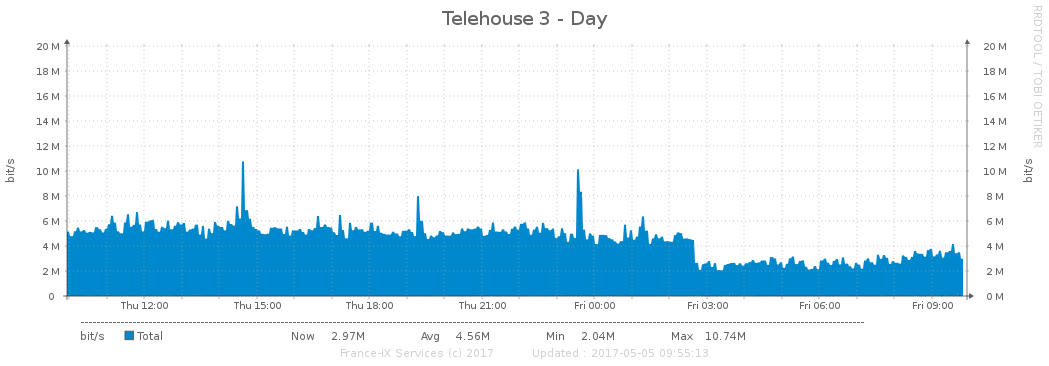 Telehouse 3 - Day
RRDTOOL / TOBI OETIKER
bit/s
20 M 20 M
18 M 18 M
16 M 16 M
14 M 14 M
12 M 12 M
10 M 10 M
8 M 8 M
6 M 6 M
4 M 4 M
2 M 2 M
0 0 M
bit/s
Thu 12:00 Thu 15:00 Thu 18:00 Thu 21:00 Fri 00:00 Fri 03:00 Fri 06:00 Fri 09:00
bit/s Total Now 2.97M Avg 4.56M Min 2.04M Max 10.74M
France-IX Services (c) 2017 Updated : 2017-05-05 09:55:13